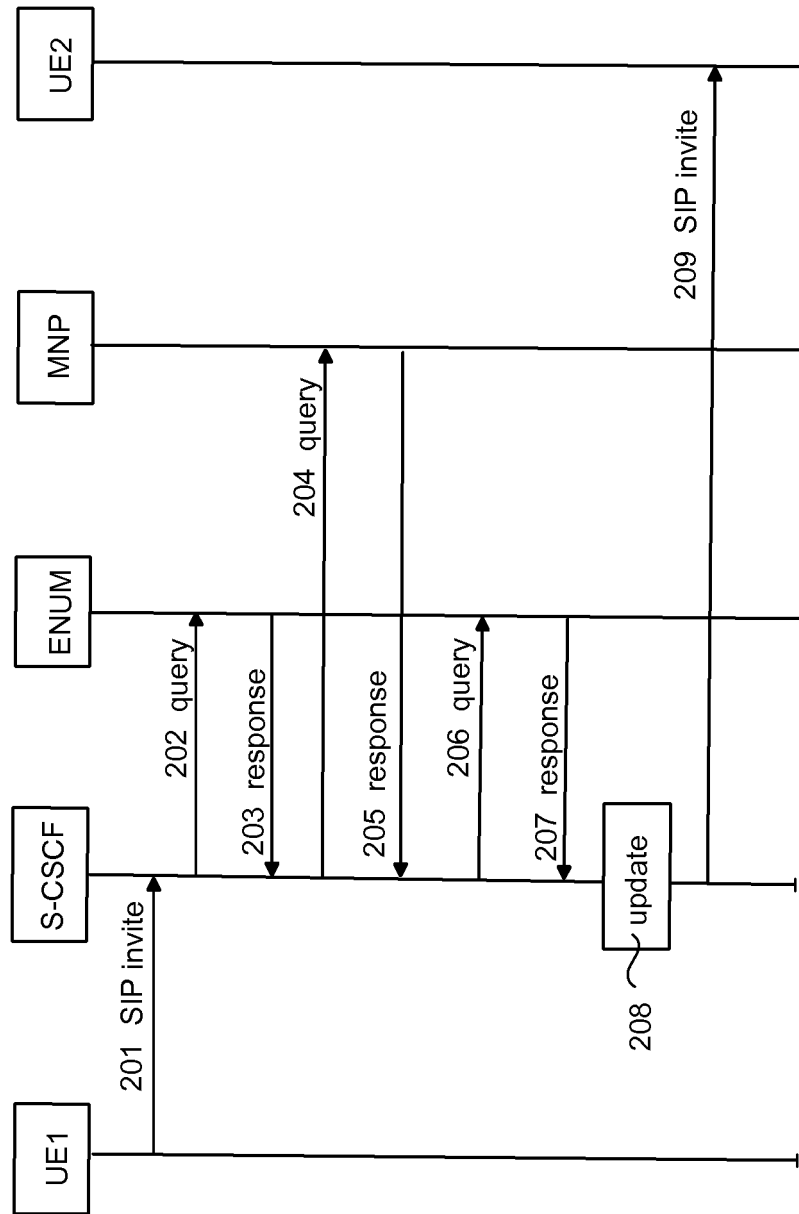 UE1
S-CSCF
ENUM
MNP
UE2
201 SIP invite
202 query
203 response
204 query
205 response
206 query
207 response
update
208
209 SIP invite